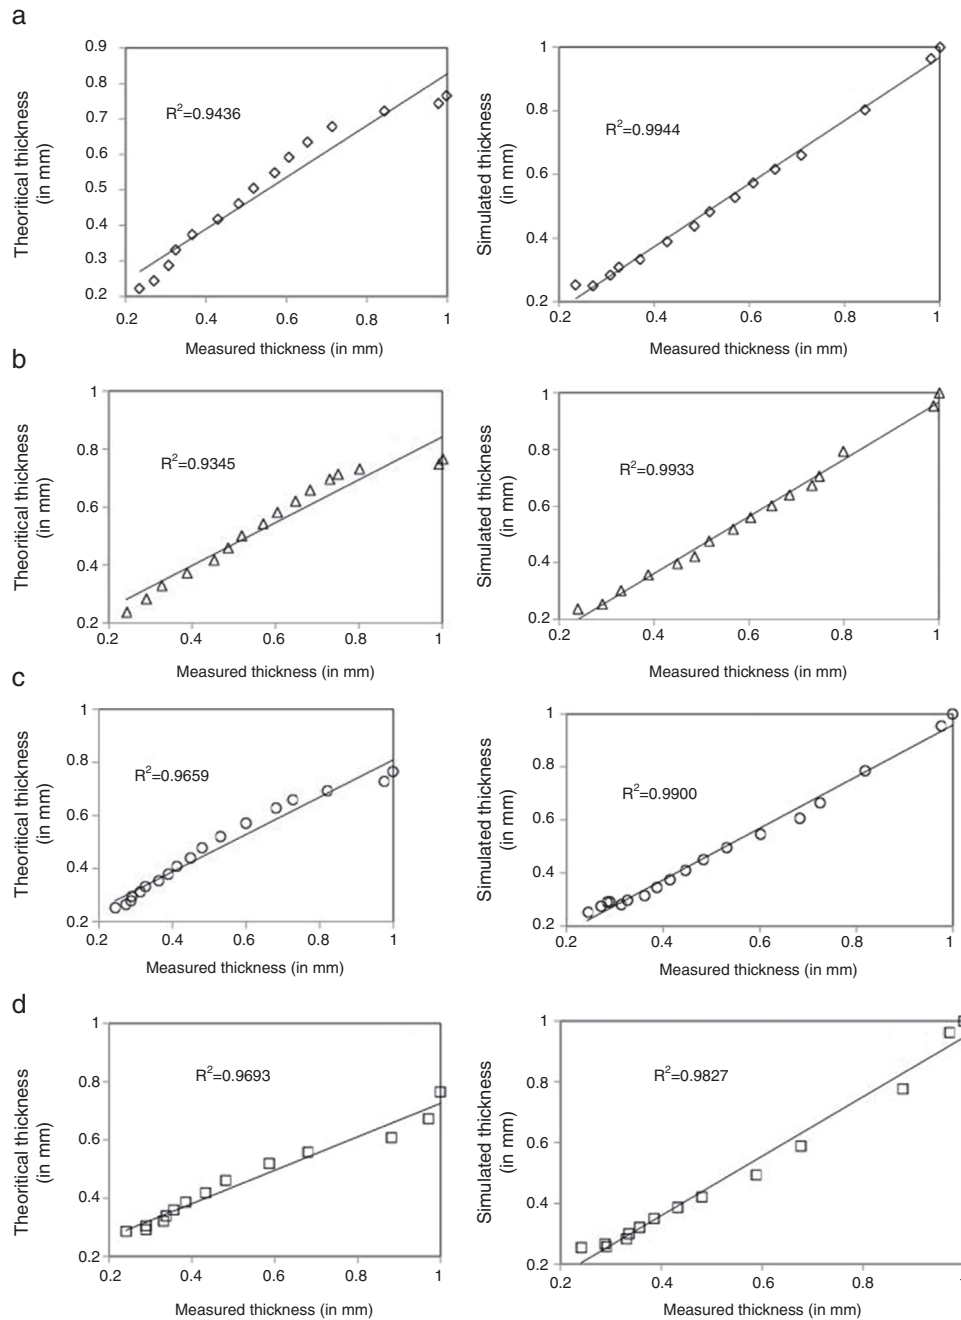 a
Theoritical thickness
(in mm)
0.9
0.8
0.7
0.6
0.5
0.4
0.3
0.2
R²=0.9436
0.2 0.4 0.6 0.8 1
Measured thickness (in mm)
Simulated thickness
(in mm)
1
0.8
0.6
0.4
0.2
R²=0.9944
0.2 0.4 0.6 0.8 1
Measured thickness (in mm)
b
Theoritical thickness
(in mm)
1
0.8
0.6
0.4
0.2
R²=0.9345
0.2 0.4 0.6 0.8 1
Measured thickness (in mm)
Simulated thickness
(in mm)
1
0.8
0.6
0.4
0.2
R²=0.9933
0.2 0.4 0.6 0.8 1
Measured thickness (in mm)
c
Theoritical thickness
(in mm)
1
0.8
0.6
0.4
0.2
R²=0.9659
0.2 0.4 0.6 0.8 1
Measured thickness (in mm)
Simulated thickness
(in mm)
1
0.8
0.6
0.4
0.2
R²=0.9900
0.2 0.4 0.6 0.8 1
Measured thickness (in mm)
d
Theoritical thickness
(in mm)
1
0.8
0.6
0.4
0.2
R²=0.9693
0.2 0.4 0.6 0.8 1
Measured thickness (in mm)
Simulated thickness
(in mm)
1
0.8
0.6
0.4
0.2
R²=0.9827
0.2 0.4 0.6 0.8 1
Measured thickness (in mm)